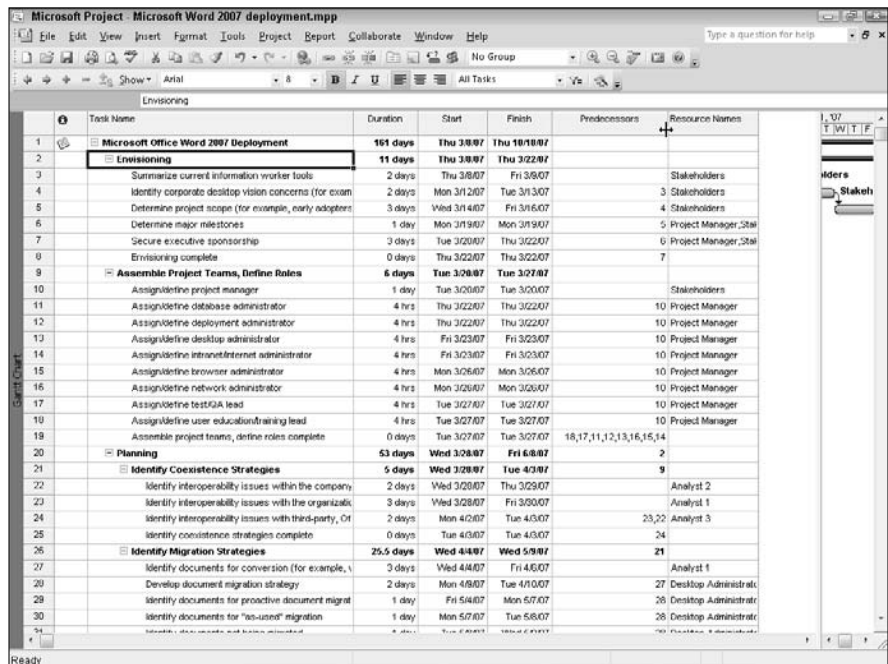 Microsoft Project - Microsoft Word 2007 deployment.mpp
File Edit View Insert Format Tools Project Report Collaborate Window Help Type a question for help
No Group
Show Arial 8 B I U All Tasks
Envisioning
Task Name Duration Start Finish Predecessors Resource Names 1, '07
T W T F
1 Microsoft Office Word 2007 Deployment 161 days Thu 3/8/07 Thu 10/18/07
2 Envisioning 11 days Thu 3/8/07 Thu 3/22/07
3 Summarize current information worker tools 2 days Thu 3/8/07 Fri 3/9/07 Stakeholders lders
4 Identify corporate desktop vision concerns (for exam 2 days Mon 3/12/07 Tue 3/13/07 3 Stakeholders Stakeh
5 Determine project scope (for example, early adopters 3 days Wed 3/14/07 Fri 3/16/07 4 Stakeholders
6 Determine major milestones 1 day Mon 3/19/07 Mon 3/19/07 5 Project Manager,Stak
7 Secure executive sponsorship 3 days Tue 3/20/07 Thu 3/22/07 6 Project Manager,Stak
8 Envisioning complete 0 days Thu 3/22/07 Thu 3/22/07 7
9 Assemble Project Teams, Define Roles 6 days Tue 3/20/07 Tue 3/27/07
10 Assign/define project manager 1 day Tue 3/20/07 Tue 3/20/07 Stakeholders
11 Assign/define database administrator 4 hrs Thu 3/22/07 Thu 3/22/07 10 Project Manager
12 Assign/define deployment administrator 4 hrs Thu 3/22/07 Thu 3/22/07 10 Project Manager
13 Assign/define desktop administrator 4 hrs Fri 3/23/07 Fri 3/23/07 10 Project Manager
14 Assign/define intranet/internet administrator 4 hrs Fri 3/23/07 Fri 3/23/07 10 Project Manager
15 Assign/define browser administrator 4 hrs Mon 3/26/07 Mon 3/26/07 10 Project Manager
16 Assign/define network administrator 4 hrs Mon 3/26/07 Mon 3/26/07 10 Project Manager
17 Assign/define test/QA lead 4 hrs Tue 3/27/07 Tue 3/27/07 10 Project Manager
18 Assign/define user education/training lead 4 hrs Tue 3/27/07 Tue 3/27/07 10 Project Manager
19 Assemble project teams, define roles complete 0 days Tue 3/27/07 Tue 3/27/07 18,17,11,12,13,16,15,14
20 Planning 53 days Wed 3/28/07 Fri 6/8/07 2
21 Identify Coexistence Strategies 5 days Wed 3/28/07 Tue 4/3/07 9
22 Identify interoperability issues within the company 2 days Wed 3/28/07 Thu 3/29/07 Analyst 2
23 Identify interoperability issues with the organizatic 3 days Wed 3/28/07 Fri 3/30/07 Analyst 1
24 Identify interoperability issues with third-party, Of 2 days Mon 4/2/07 Tue 4/3/07 23,22 Analyst 3
25 Identify coexistence strategies complete 0 days Tue 4/3/07 Tue 4/3/07 24
26 Identify Migration Strategies 25.5 days Wed 4/4/07 Wed 5/9/07 21
27 Identify documents for conversion (for example, 3 days Wed 4/4/07 Fri 4/6/07 Analyst 1
28 Develop document migration strategy 2 days Mon 4/9/07 Tue 4/10/07 27 Desktop Administratc
29 Identify documents for proactive document migrat 1 day Fri 5/4/07 Mon 5/7/07 28 Desktop Administratc
30 Identify documents for "as-used" migration 1 day Mon 5/7/07 Tue 5/8/07 28 Desktop Administratc
Gantt Chart
Ready